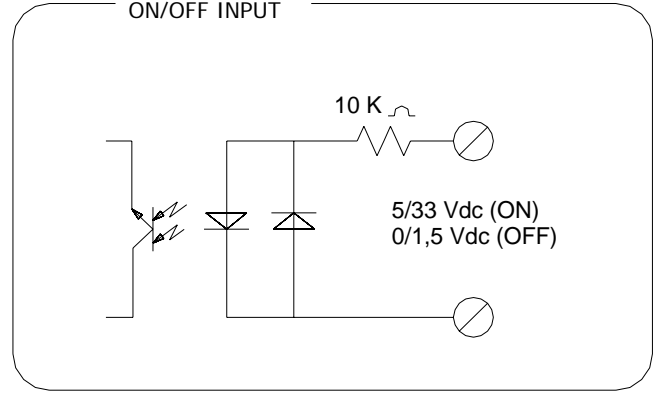 ON/OFF INPUT
10 K
5/33 Vdc (ON)
0/1,5 Vdc (OFF)